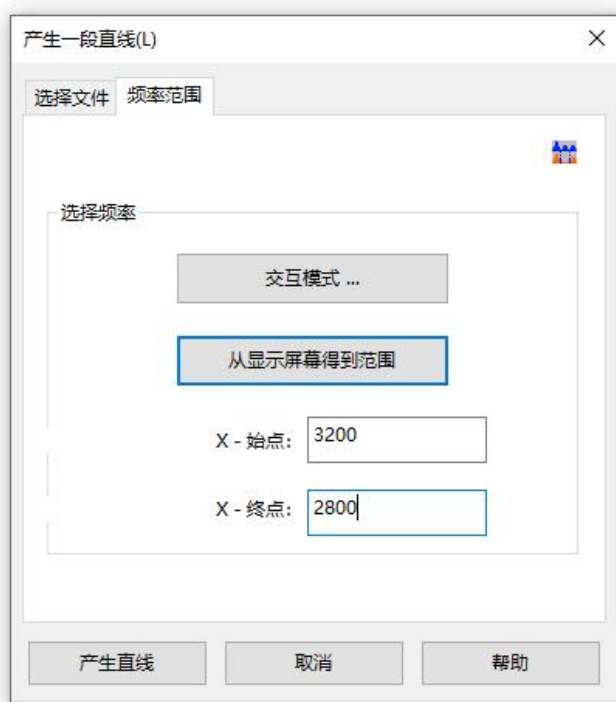 产生一段直线(L)
选择文件 频率范围
选择频率
交互模式 ...
从显示屏幕得到范围
X - 始点: 3200
X - 终点: 2800
产生直线 取消 帮助